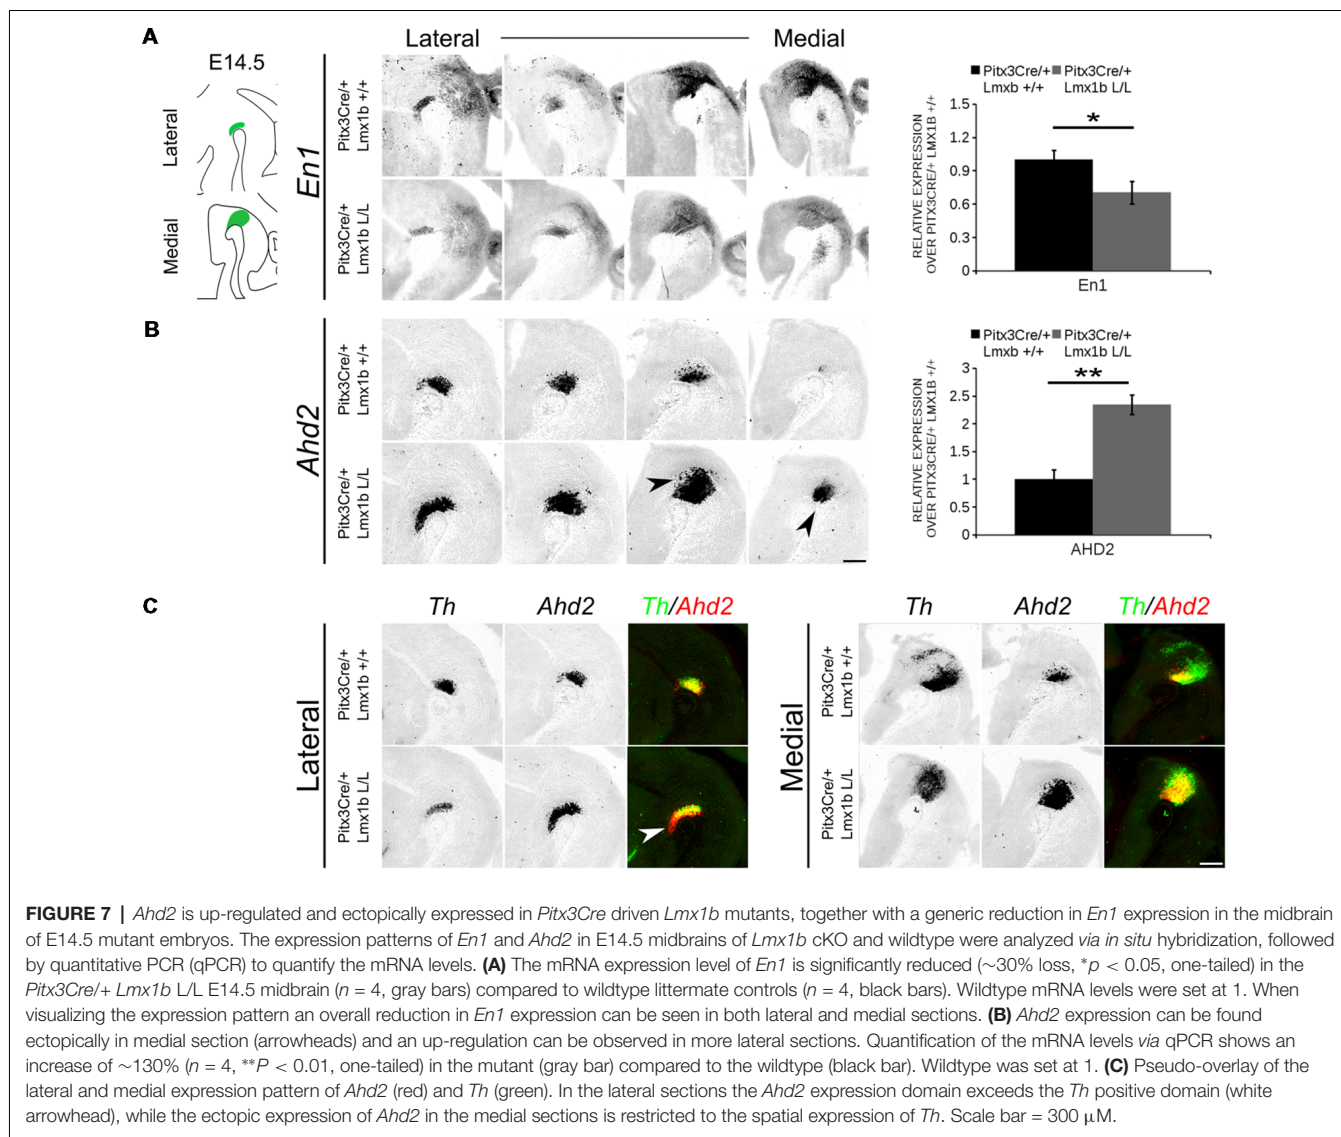 A
Lateral
Medial
E14.5
Lateral
Medial
En1
Pitx3Cre/+
Lmx1b +/+
Pitx3Cre/+
Lmx1b L/L
Pitx3Cre/+
Lmxb +/+
Pitx3Cre/+
Lmx1b L/L
RELATIVE EXPRESSION
OVER PITX3CRE/+ LMX1B +/+
1.5
1.2
0.9
0.6
0.3
0
*
En1
B
Ahd2
Pitx3Cre/+
Lmx1b +/+
Pitx3Cre/+
Lmx1b L/L
Pitx3Cre/+
Lmxb +/+
Pitx3Cre/+
Lmx1b L/L
RELATIVE EXPRESSION
OVER PITX3CRE/+ LMX1B +/+
3
2.5
2
1.5
1
0.5
0
**
AHD2
C
Th
Ahd2
Th/Ahd2
Lateral
Pitx3Cre/+
Lmx1b +/+
Pitx3Cre/+
Lmx1b L/L
Th
Ahd2
Th/Ahd2
Medial
Pitx3Cre/+
Lmx1b +/+
Pitx3Cre/+
Lmx1b L/L
FIGURE 7 | Ahd2 is up-regulated and ectopically expressed in Pitx3Cre driven Lmx1b mutants, together with a generic reduction in En1 expression in the midbrain
of E14.5 mutant embryos. The expression patterns of En1 and Ahd2 in E14.5 midbrains of Lmx1b cKO and wildtype were analyzed via in situ hybridization, followed
by quantitative PCR (qPCR) to quantify the mRNA levels. (A) The mRNA expression level of En1 is significantly reduced (∼30% loss, *p < 0.05, one-tailed) in the
Pitx3Cre/+ Lmx1b L/L E14.5 midbrain (n = 4, gray bars) compared to wildtype littermate controls (n = 4, black bars). Wildtype mRNA levels were set at 1. When
visualizing the expression pattern an overall reduction in En1 expression can be seen in both lateral and medial sections. (B) Ahd2 expression can be found
ectopically in medial section (arrowheads) and an up-regulation can be observed in more lateral sections. Quantification of the mRNA levels via qPCR shows an
increase of ∼130% (n = 4, **P < 0.01, one-tailed) in the mutant (gray bar) compared to the wildtype (black bar). Wildtype was set at 1. (C) Pseudo-overlay of the
lateral and medial expression pattern of Ahd2 (red) and Th (green). In the lateral sections the Ahd2 expression domain exceeds the Th positive domain (white
arrowhead), while the ectopic expression of Ahd2 in the medial sections is restricted to the spatial expression of Th. Scale bar = 300 μM.